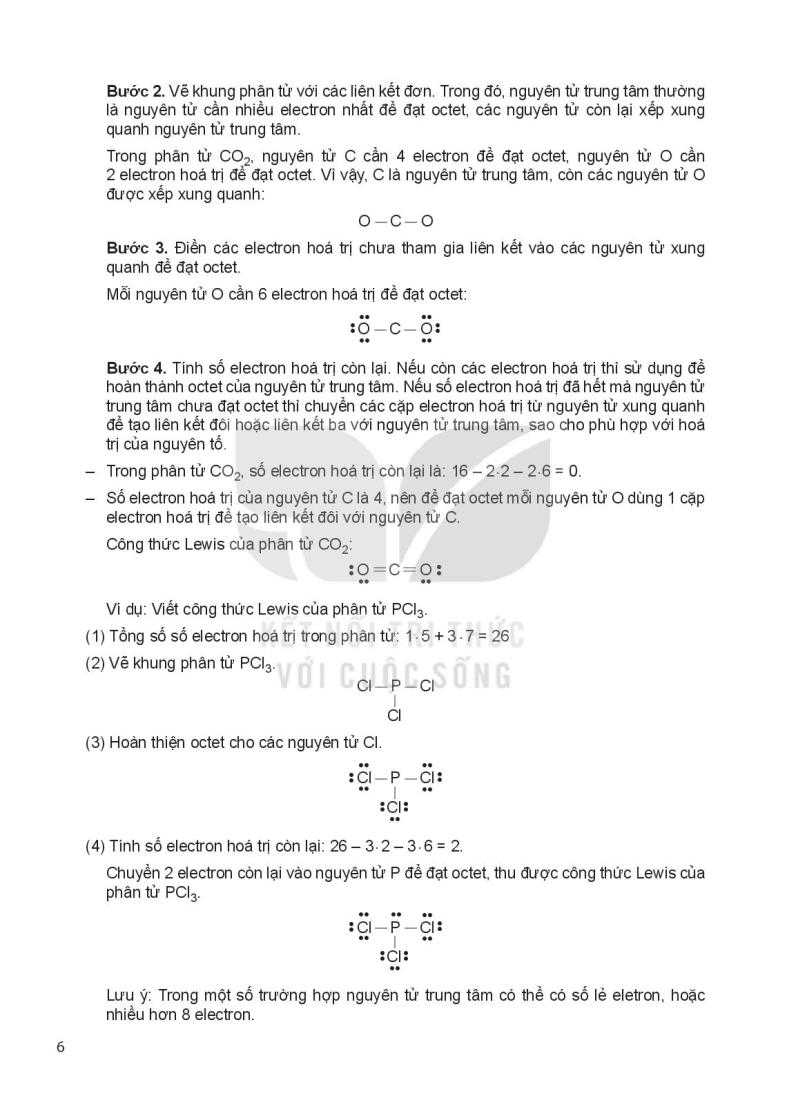 Bước 2. Vẽ khung phân tử với các liên kết đơn. Trong đó, nguyên tử trung tâm thường
là nguyên tử cần nhiều electron nhất để đạt octet, các nguyên tử còn lại xếp xung
quanh nguyên tử trung tâm.
Trong phân tử CO₂, nguyên tử C cần 4 electron để đạt octet, nguyên tử O cần
2 electron hoá trị để đạt octet. Vì vậy, C là nguyên tử trung tâm, còn các nguyên tử O
được xếp xung quanh:
O — C — O
Bước 3. Điền các electron hoá trị chưa tham gia liên kết vào các nguyên tử xung
quanh để đạt octet.
Mỗi nguyên tử O cần 6 electron hoá trị để đạt octet:
O — C — O
Bước 4. Tính số electron hoá trị còn lại. Nếu còn các electron hoá trị thì sử dụng để
hoàn thành octet của nguyên tử trung tâm. Nếu số electron hoá trị đã hết mà nguyên tử
trung tâm chưa đạt octet thì chuyển các cặp electron hoá trị từ nguyên tử xung quanh
để tạo liên kết đôi hoặc liên kết ba với nguyên tử trung tâm, sao cho phù hợp với hoá
trị của nguyên tố.
– Trong phân tử CO₂, số electron hoá trị còn lại là: 16 – 2·2 – 2·6 = 0.
– Số electron hoá trị của nguyên tử C là 4, nên để đạt octet mỗi nguyên tử O dùng 1 cặp
electron hoá trị để tạo liên kết đôi với nguyên tử C.
Công thức Lewis của phân tử CO₂:
O = C = O
Ví dụ: Viết công thức Lewis của phân tử PCl₃.
KẾT NỐI TRI THỨC
(1) Tổng số số electron hoá trị trong phân tử: 1·5 + 3·7 = 26
(2) Vẽ khung phân tử PCl₃.
VỚI CUỘC SỐNG
Cl — P — Cl
Cl
(3) Hoàn thiện octet cho các nguyên tử Cl.
Cl — P — Cl
Cl
(4) Tính số electron hoá trị còn lại: 26 – 3·2 – 3·6 = 2.
Chuyển 2 electron còn lại vào nguyên tử P để đạt octet, thu được công thức Lewis của
phân tử PCl₃.
Cl — P — Cl
Cl
Lưu ý: Trong một số trường hợp nguyên tử trung tâm có thể có số lẻ eletron, hoặc
nhiều hơn 8 electron.
6